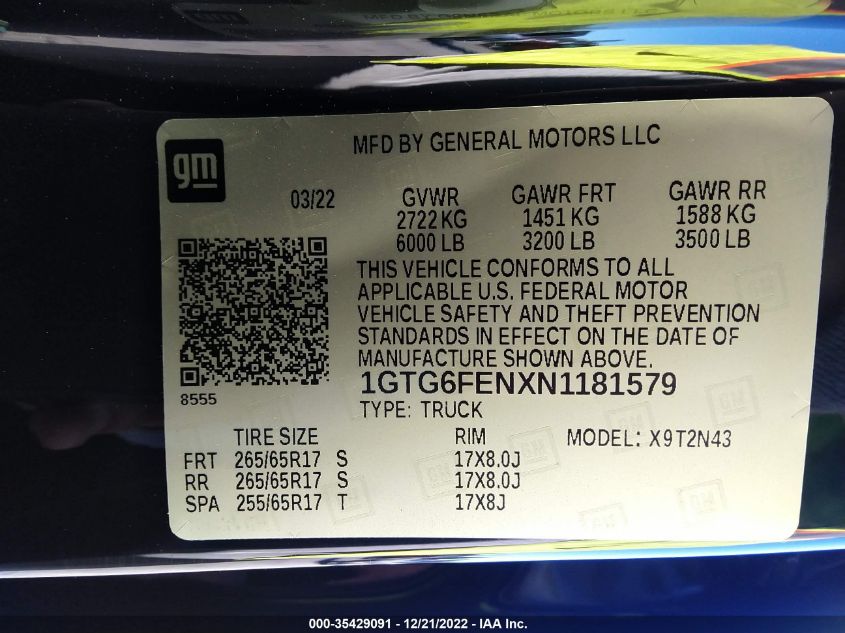 MFD BY GENERAL MOTORS LLC
gm
03/22
GVWR GAWR FRT GAWR RR
2722 KG 1451 KG 1588 KG
6000 LB 3200 LB 3500 LB
THIS VEHICLE CONFORMS TO ALL
APPLICABLE U.S. FEDERAL MOTOR
VEHICLE SAFETY AND THEFT PREVENTION
STANDARDS IN EFFECT ON THE DATE OF
MANUFACTURE SHOWN ABOVE.
8555
1GTG6FENXN1181579
TYPE: TRUCK
TIRE SIZE RIM MODEL: X9T2N43
FRT 265/65R17 S 17X8.0J
RR 265/65R17 S 17X8.0J
SPA 255/65R17 T 17X8J
000-35429091 - 12/21/2022 - IAA Inc.